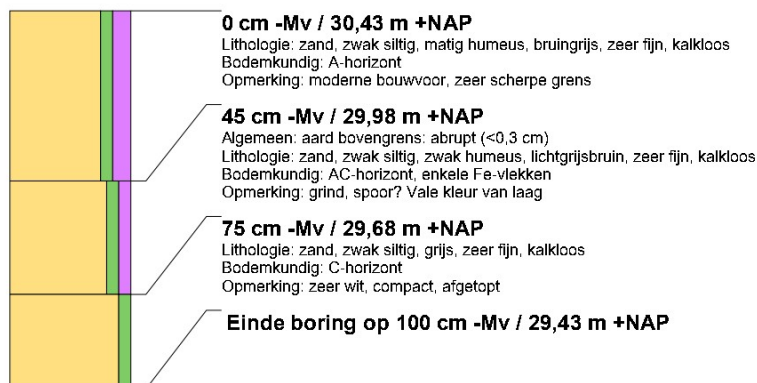 0 cm -Mv / 30,43 m +NAP
Lithologie: zand, zwak siltig, matig humeus, bruingrijs, zeer fijn, kalkloos
Bodemkundig: A-horizont
Opmerking: moderne bouwvoor, zeer scherpe grens
45 cm -Mv / 29,98 m +NAP
Algemeen: aard bovengrens: abrupt (<0,3 cm)
Lithologie: zand, zwak siltig, zwak humeus, lichtgrijsbruin, zeer fijn, kalkloos
Bodemkundig: AC-horizont, enkele Fe-vlekken
Opmerking: grind, spoor? Vale kleur van laag
75 cm -Mv / 29,68 m +NAP
Lithologie: zand, zwak siltig, grijs, zeer fijn, kalkloos
Bodemkundig: C-horizont
Opmerking: zeer wit, compact, afgetopt
Einde boring op 100 cm -Mv / 29,43 m +NAP